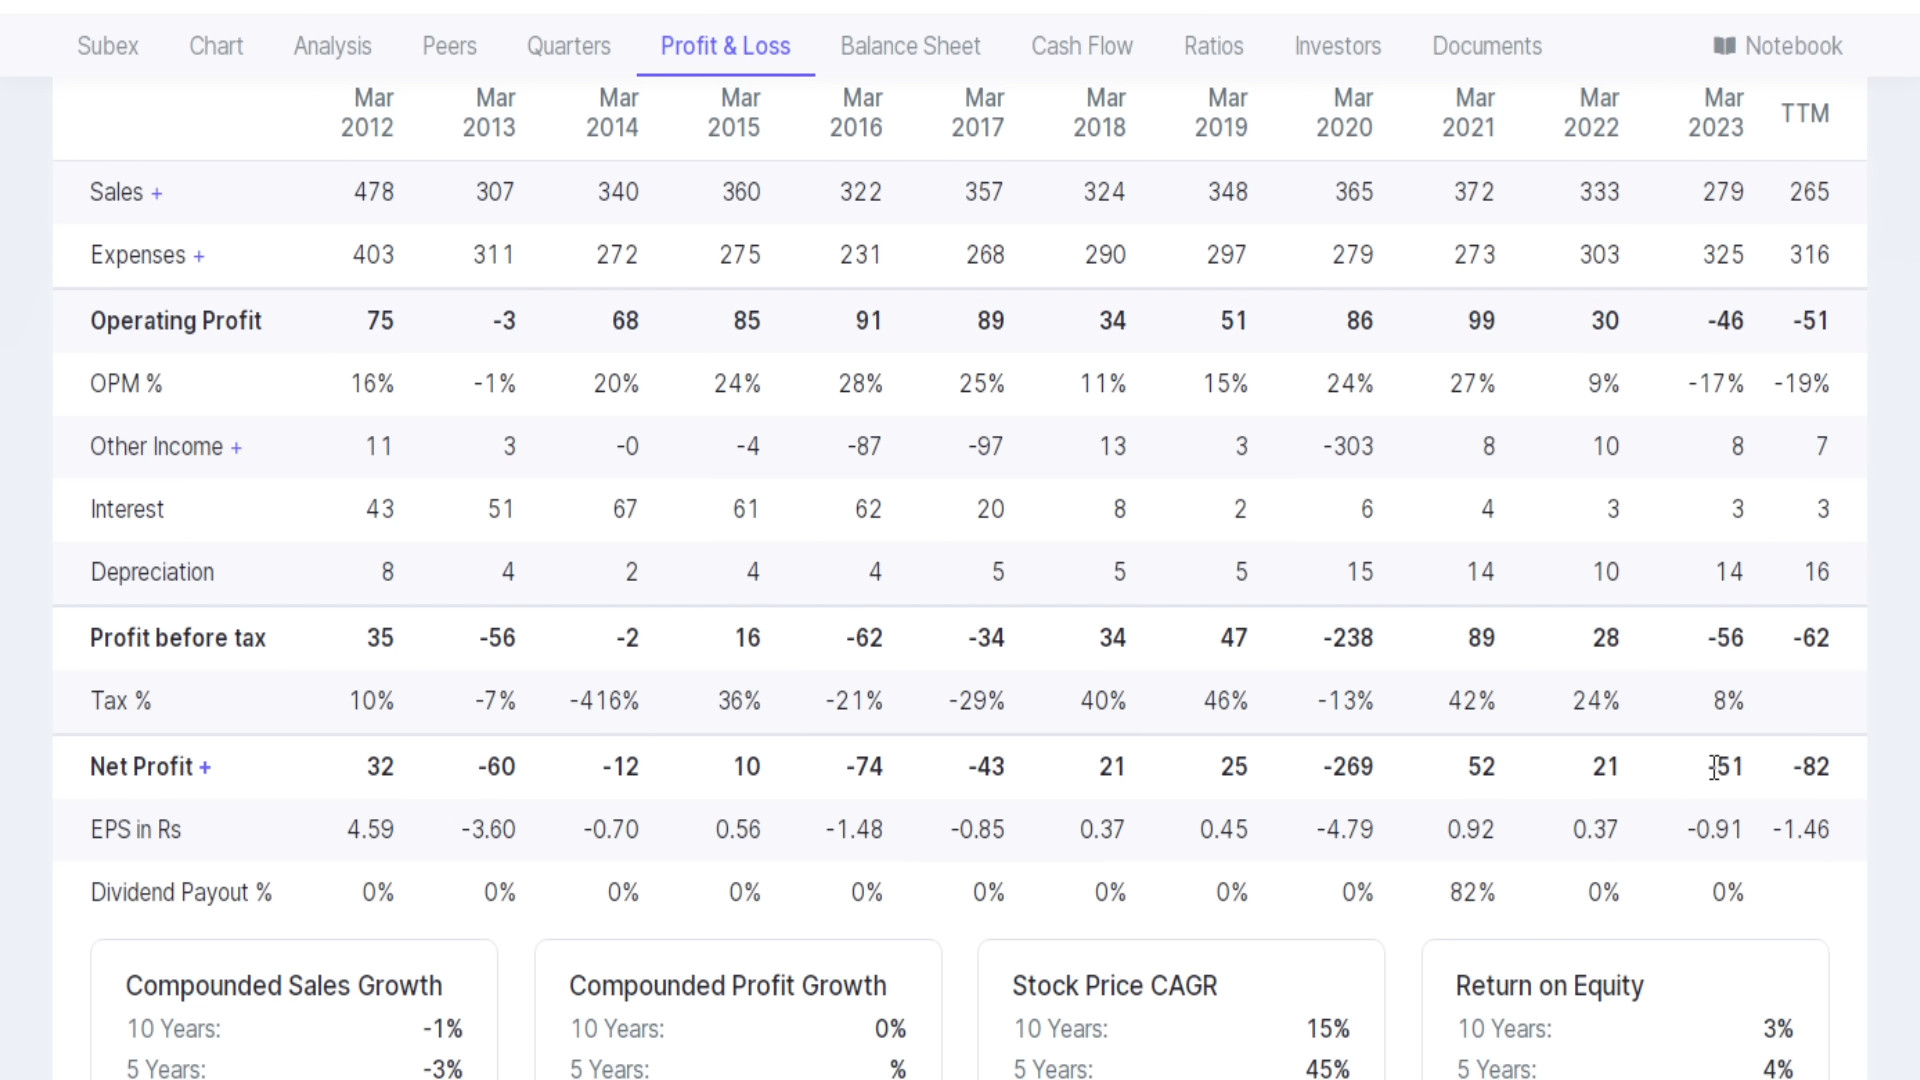 Subex Chart Analysis Peers Quarters Profit & Loss Balance Sheet Cash Flow Ratios Investors Documents Notebook
Mar 2012 Mar 2013 Mar 2014 Mar 2015 Mar 2016 Mar 2017 Mar 2018 Mar 2019 Mar 2020 Mar 2021 Mar 2022 Mar 2023 TTM
Sales + 478 307 340 360 322 357 324 348 365 372 333 279 265
Expenses + 403 311 272 275 231 268 290 297 279 273 303 325 316
Operating Profit 75 -3 68 85 91 89 34 51 86 99 30 -46 -51
OPM % 16% -1% 20% 24% 28% 25% 11% 15% 24% 27% 9% -17% -19%
Other Income + 11 3 -0 -4 -87 -97 13 3 -303 8 10 8 7
Interest 43 51 67 61 62 20 8 2 6 4 3 3 3
Depreciation 8 4 2 4 4 5 5 5 15 14 10 14 16
Profit before tax 35 -56 -2 16 -62 -34 34 47 -238 89 28 -56 -62
Tax % 10% -7% -416% 36% -21% -29% 40% 46% -13% 42% 24% 8%
Net Profit + 32 -60 -12 10 -74 -43 21 25 -269 52 21 -51 -82
EPS in Rs 4.59 -3.60 -0.70 0.56 -1.48 -0.85 0.37 0.45 -4.79 0.92 0.37 -0.91 -1.46
Dividend Payout % 0% 0% 0% 0% 0% 0% 0% 0% 0% 82% 0% 0%
Compounded Sales Growth
10 Years: -1%
5 Years: -3%
Compounded Profit Growth
10 Years: 0%
5 Years: %
Stock Price CAGR
10 Years: 15%
5 Years: 45%
Return on Equity
10 Years: 3%
5 Years: 4%